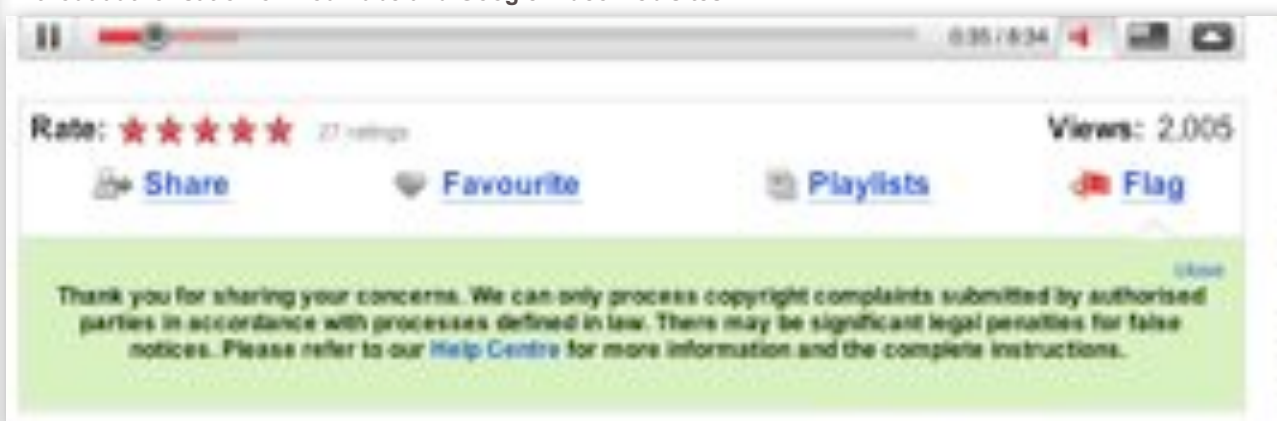 0:35 / 6:34
Rate: 27 ratings Views: 2,005
Share Favourite Playlists Flag
close
Thank you for sharing your concerns. We can only process copyright complaints submitted by authorised
parties in accordance with processes defined in law. There may be significant legal penalties for false
notices. Please refer to our Help Centre for more information and the complete instructions.